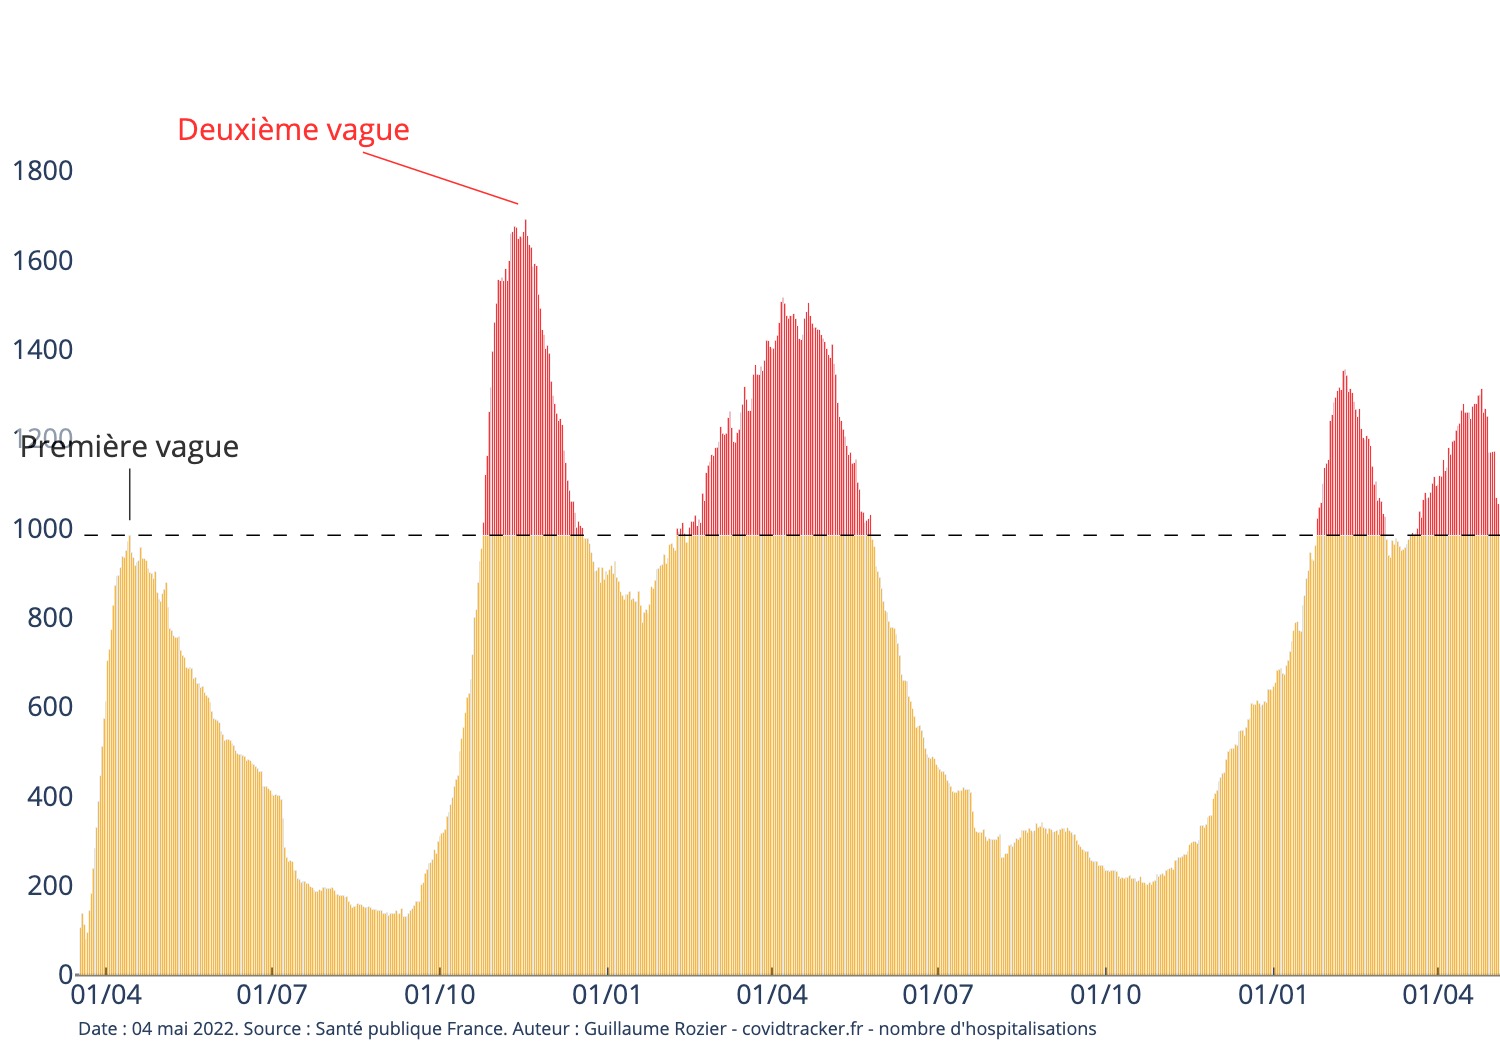 Deuxième vague
1800
1600
1400
1200
Première vague
1000
800
600
400
200
0
01/04 01/07 01/10 01/01 01/04 01/07 01/10 01/01 01/04
Date : 04 mai 2022. Source : Santé publique France. Auteur : Guillaume Rozier - covidtracker.fr - nombre d'hospitalisations